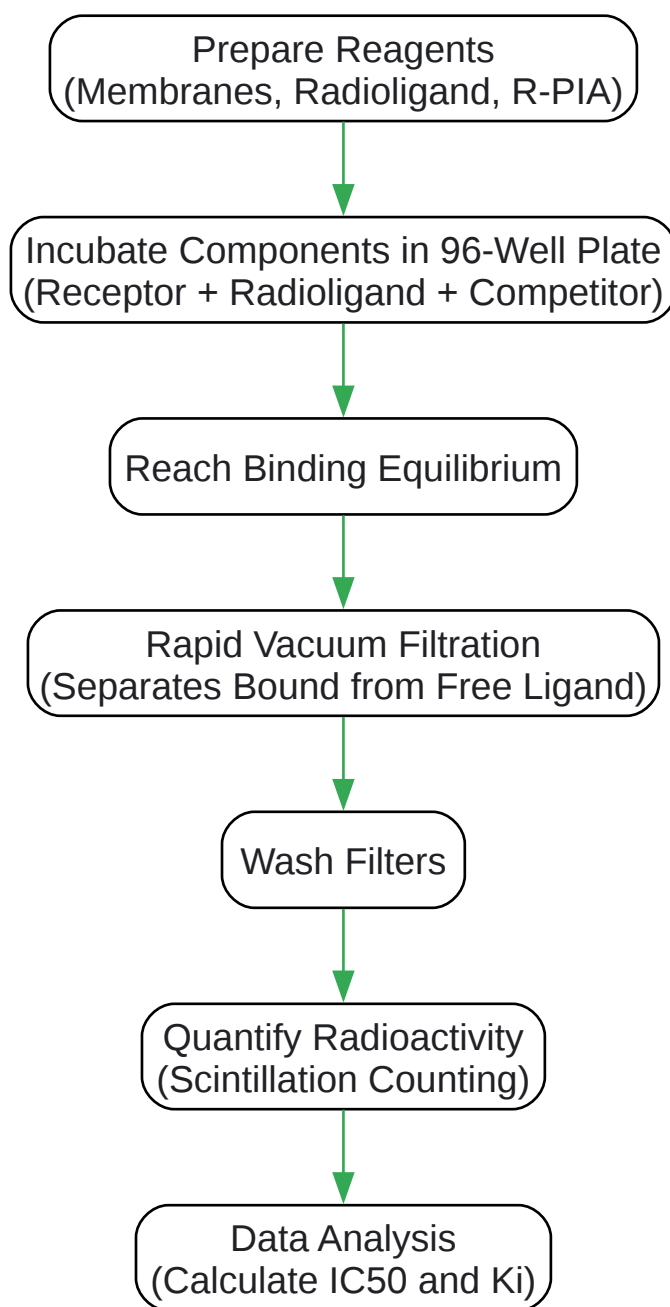 Prepare Reagents
(Membranes, Radioligand, R-PIA)
Incubate Components in 96-Well Plate
(Receptor + Radioligand + Competitor)
Reach Binding Equilibrium
Rapid Vacuum Filtration
(Separates Bound from Free Ligand)
Wash Filters
Quantify Radioactivity
(Scintillation Counting)
Data Analysis
(Calculate IC50 and Ki)